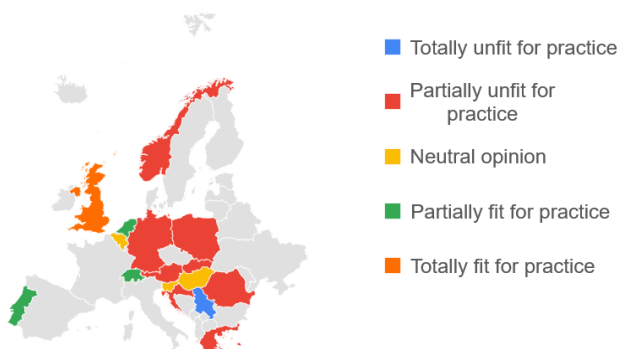 Totally unfit for practice
Partially unfit for
practice
Neutral opinion
Partially fit for practice
Totally fit for practice